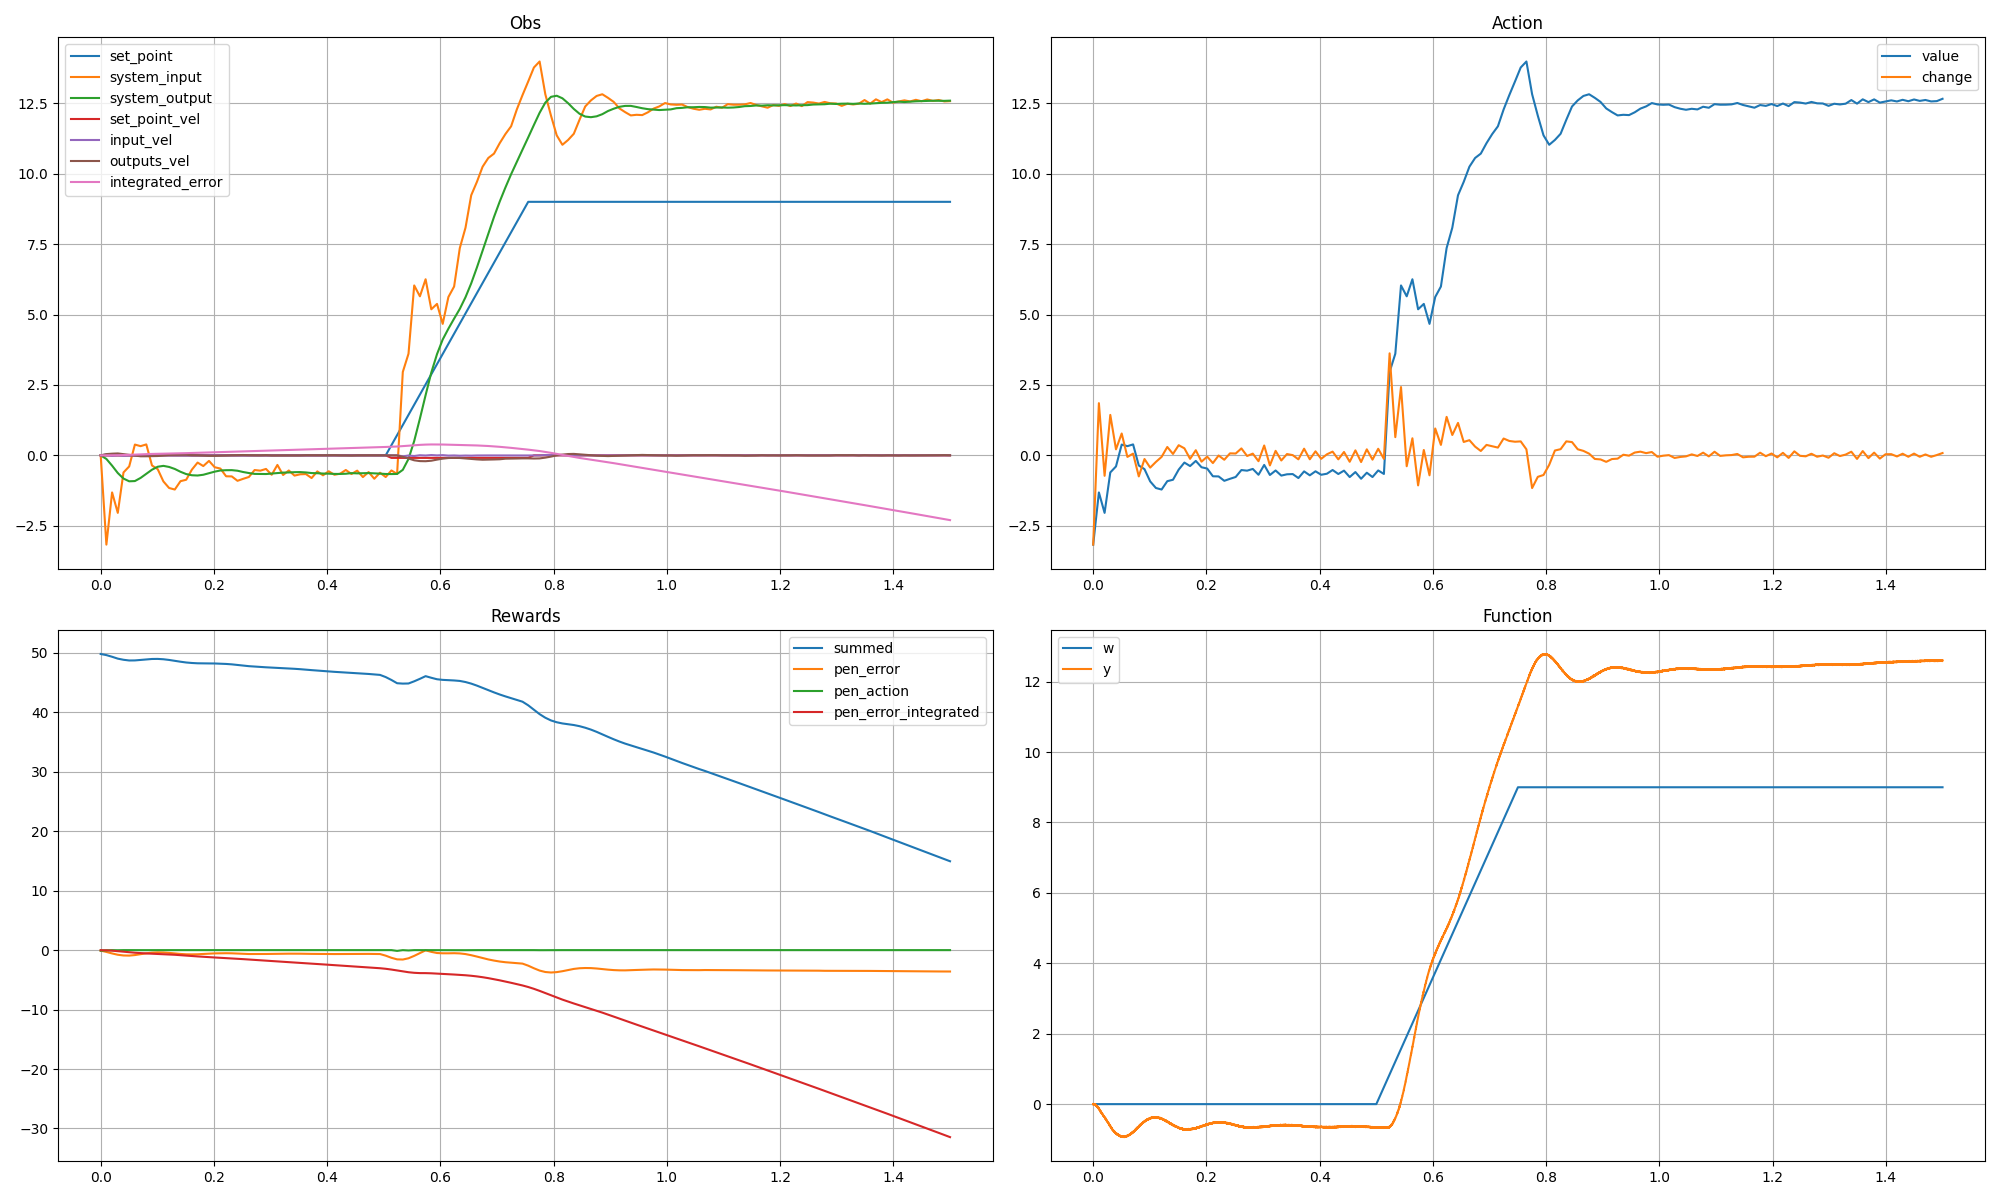 Obs
set_point
system_input
system_output
set_point_vel
input_vel
outputs_vel
integrated_error
12.5
10.0
7.5
5.0
2.5
0.0
−2.5
0.0 0.2 0.4 0.6 0.8 1.0 1.2 1.4
Action
value
change
12.5
10.0
7.5
5.0
2.5
0.0
−2.5
0.0 0.2 0.4 0.6 0.8 1.0 1.2 1.4
Rewards
summed
pen_error
pen_action
pen_error_integrated
50
40
30
20
10
0
−10
−20
−30
0.0 0.2 0.4 0.6 0.8 1.0 1.2 1.4
Function
w
y
12
10
8
6
4
2
0
0.0 0.2 0.4 0.6 0.8 1.0 1.2 1.4